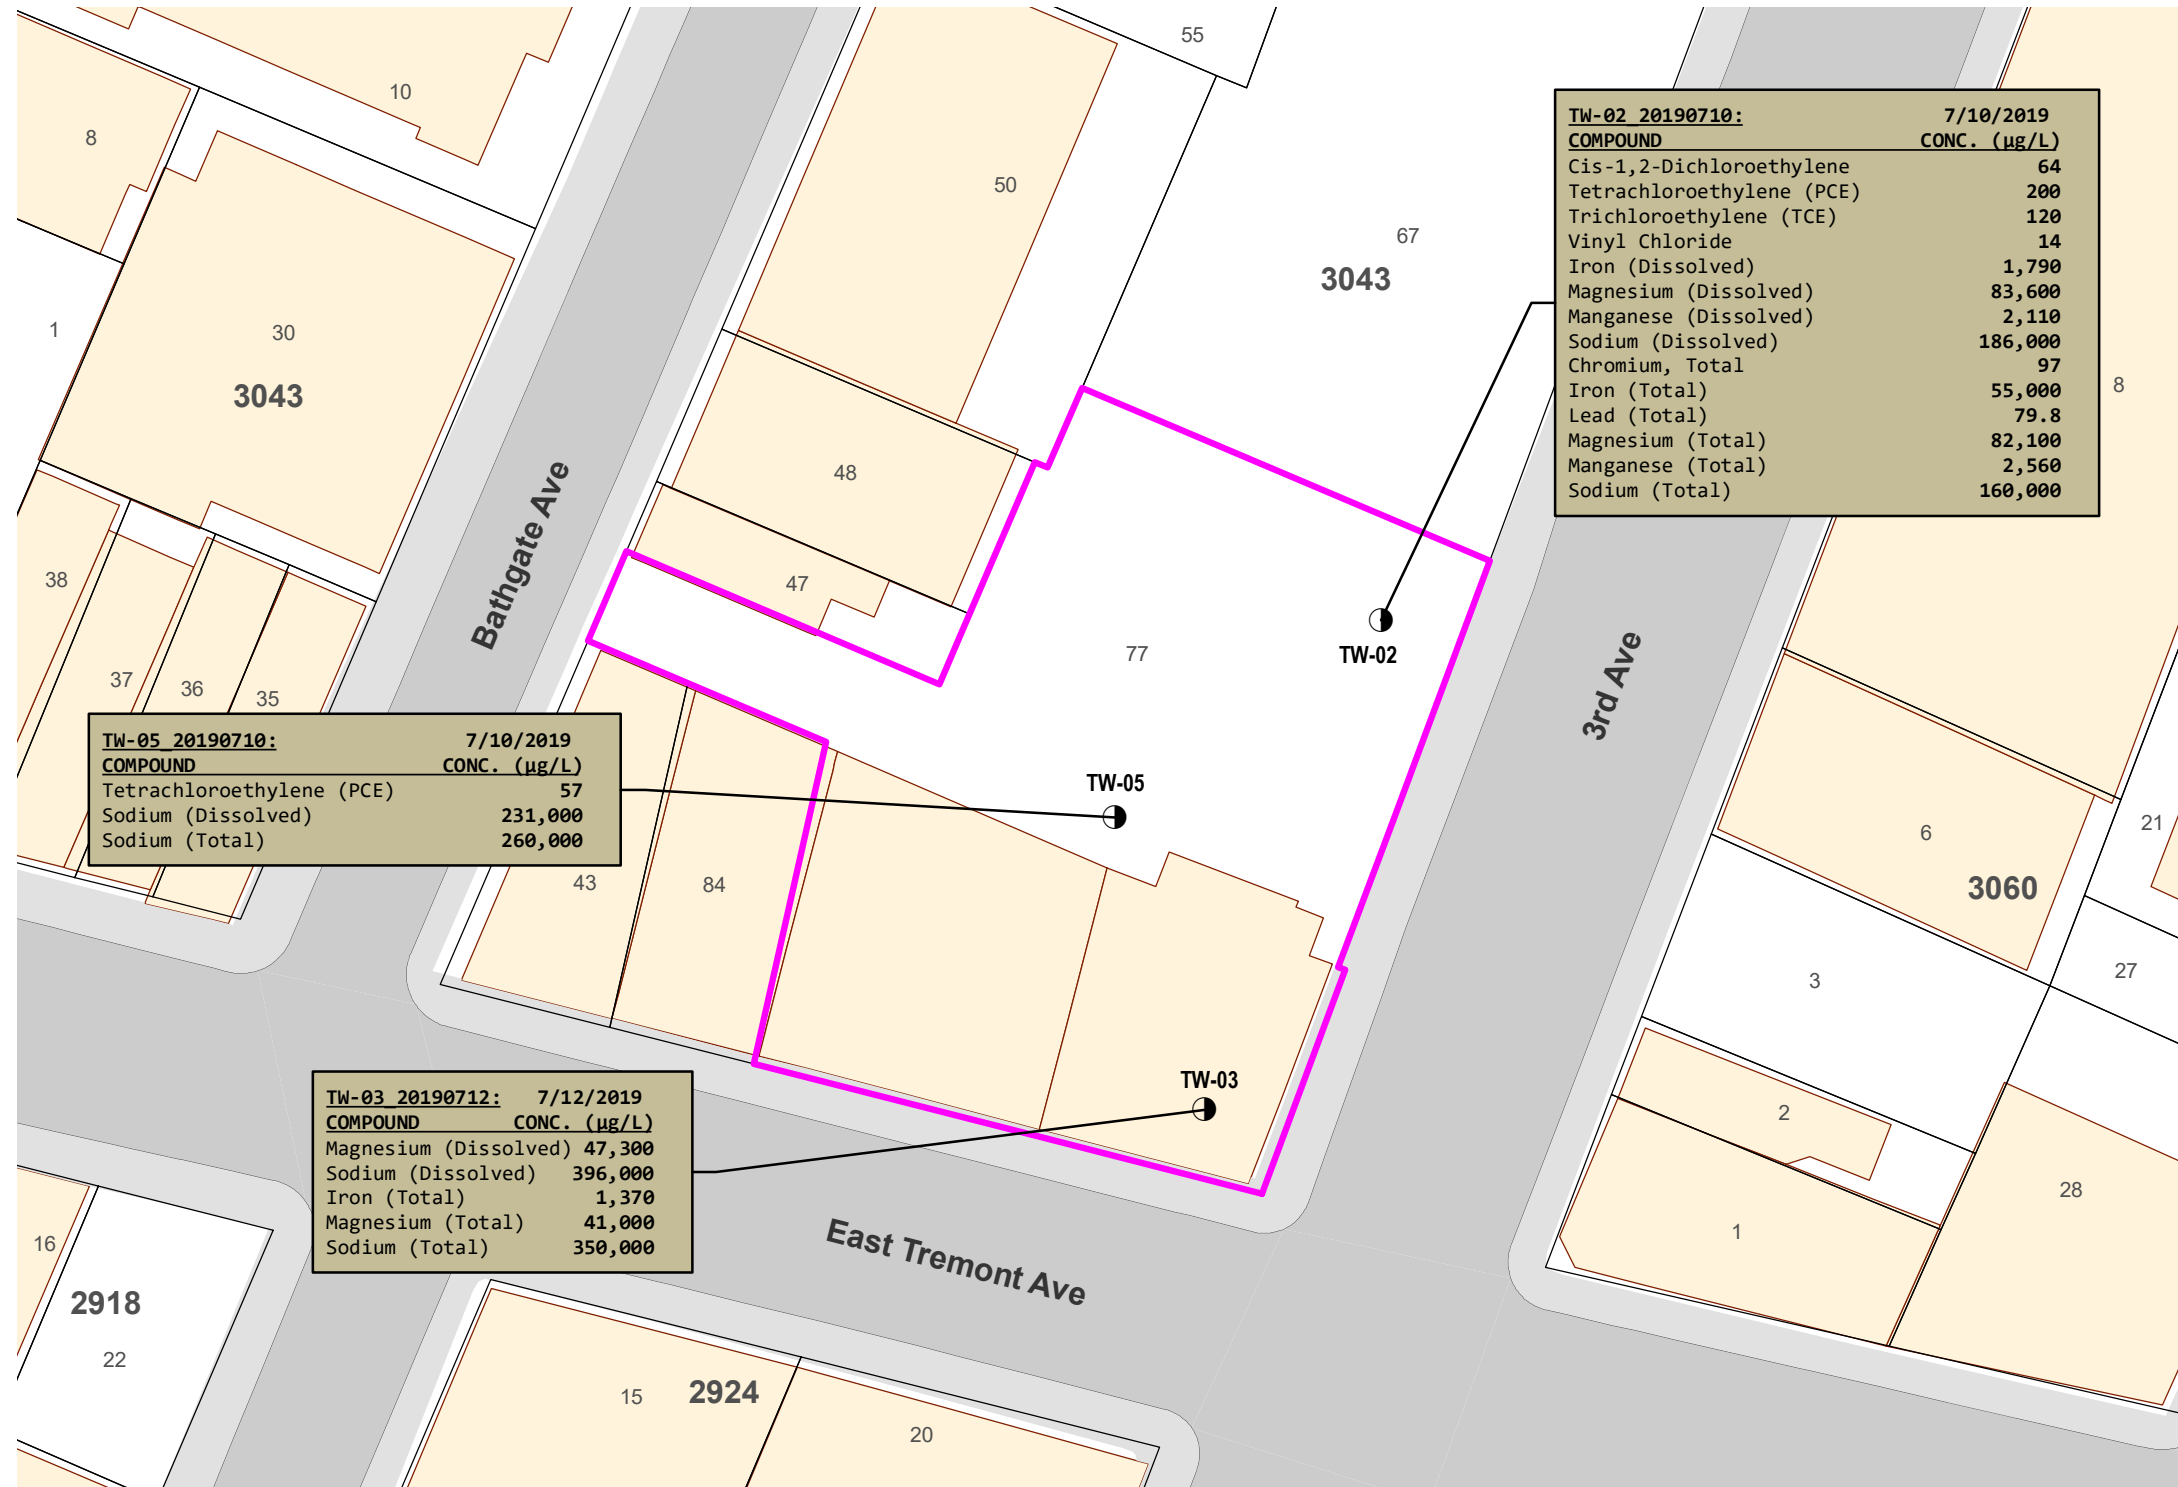 55
10
8
50
67
3043
1
30
3043
TW-02_20190710: 7/10/2019
COMPOUND CONC. (µg/L)
Cis-1,2-Dichloroethylene 64
Tetrachloroethylene (PCE) 200
Trichloroethylene (TCE) 120
Vinyl Chloride 14
Iron (Dissolved) 1,790
Magnesium (Dissolved) 83,600
Manganese (Dissolved) 2,110
Sodium (Dissolved) 186,000
Chromium, Total 97
Iron (Total) 55,000
Lead (Total) 79.8
Magnesium (Total) 82,100
Manganese (Total) 2,560
Sodium (Total) 160,000
8
48
Bathgate Ave
38
47
37
36
35
77
TW-02
3rd Ave
TW-05_20190710: 7/10/2019
COMPOUND CONC. (µg/L)
Tetrachloroethylene (PCE) 57
Sodium (Dissolved) 231,000
Sodium (Total) 260,000
TW-05
43
84
6
21
3060
3
27
TW-03_20190712: 7/12/2019
COMPOUND CONC. (µg/L)
Magnesium (Dissolved) 47,300
Sodium (Dissolved) 396,000
Iron (Total) 1,370
Magnesium (Total) 41,000
Sodium (Total) 350,000
TW-03
2
28
1
16
East Tremont Ave
2918
22
15
2924
20